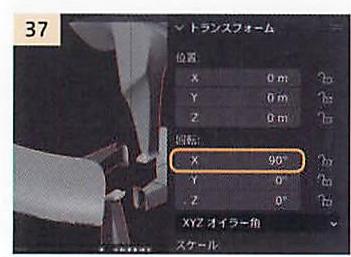 37
トランスフォーム
位置:
X 0 m
Y 0 m
Z 0 m
回転:
X 90°
Y 0°
Z 0°
XYZ オイラー角
スケール